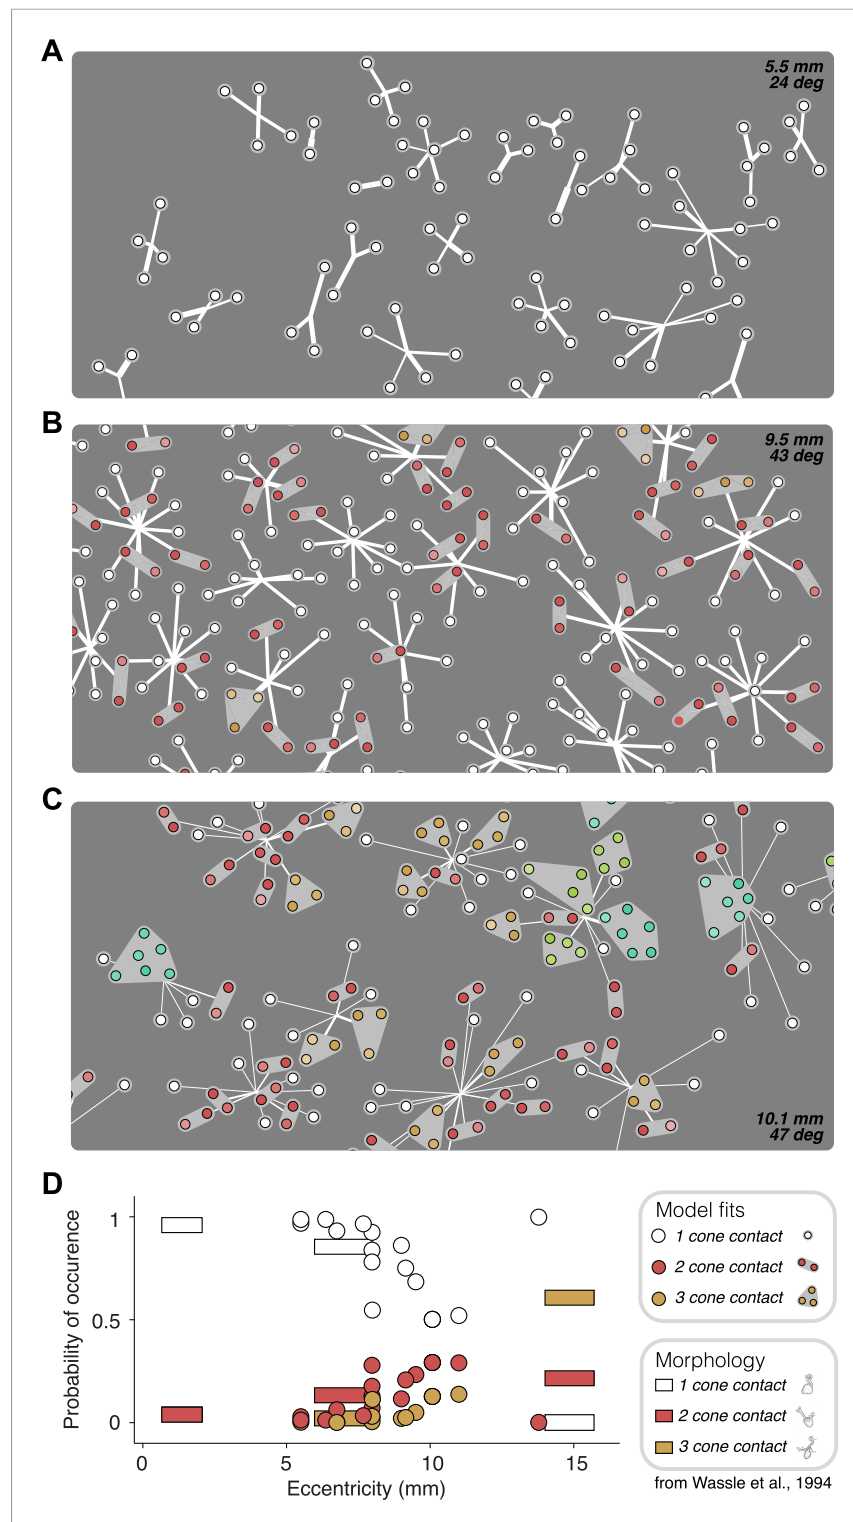 A
5.5 mm
24 deg
B
9.5 mm
43 deg
C
10.1 mm
47 deg
D
1
0.5
0
Probability of occurence
0
5
10
15
Eccentricity (mm)
Model fits
1 cone contact
2 cone contact
3 cone contact
Morphology
1 cone contact
2 cone contact
3 cone contact
from Wassle et al., 1994